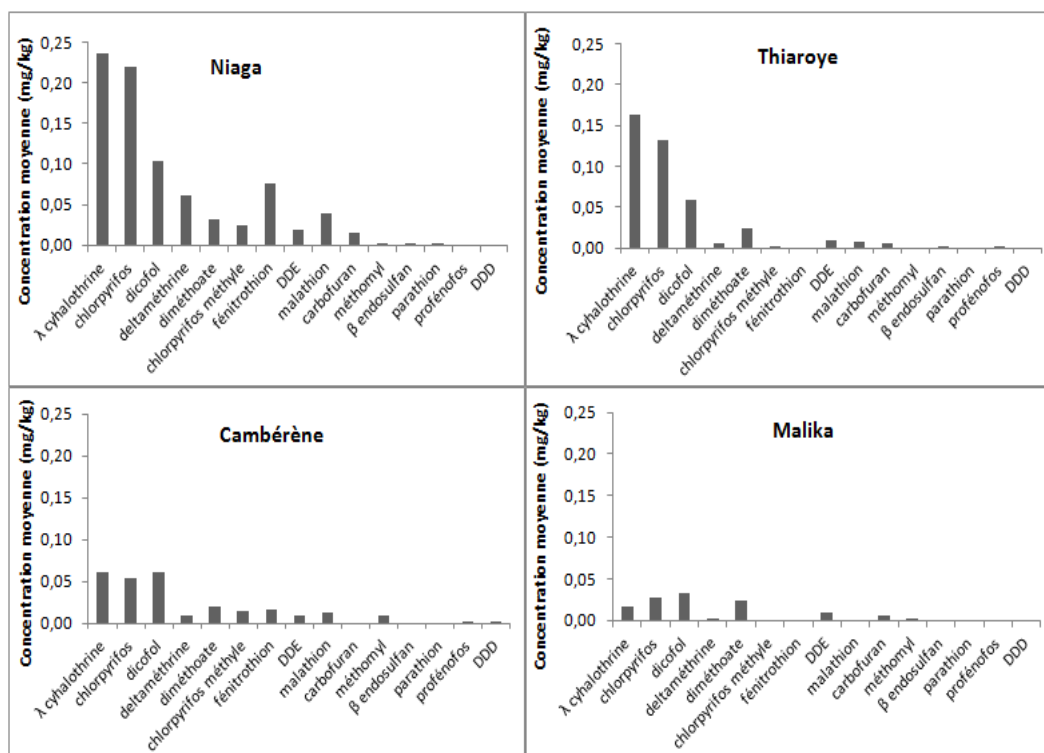 Niaga
Concentration moyenne (mg/kg)
0,25
0,20
0,15
0,10
0,05
0,00
λ cyhalothrine
chlorpyrifos
dicofol
deltaméthrine
diméthoate
chlorpyrifos méthyle
fénitrothion
DDE
malathion
carbofuran
méthomyl
β endosulfan
parathion
profénofos
DDD
Thiaroye
Concentration moyenne (mg/kg)
0,25
0,20
0,15
0,10
0,05
0,00
λ cyhalothrine
chlorpyrifos
dicofol
deltaméthrine
diméthoate
chlorpyrifos méthyle
fénitrothion
DDE
malathion
carbofuran
méthomyl
β endosulfan
parathion
profénofos
DDD
Cambérène
Concentration moyenne (mg/kg)
0,25
0,20
0,15
0,10
0,05
0,00
λ cyhalothrine
chlorpyrifos
dicofol
deltaméthrine
diméthoate
chlorpyrifos méthyle
fénitrothion
DDE
malathion
carbofuran
méthomyl
β endosulfan
parathion
profénofos
DDD
Malika
Concentration moyenne (mg/kg)
0,25
0,20
0,15
0,10
0,05
0,00
λ cyhalothrine
chlorpyrifos
dicofol
deltaméthrine
diméthoate
chlorpyrifos méthyle
fénitrothion
DDE
malathion
carbofuran
méthomyl
β endosulfan
parathion
profénofos
DDD